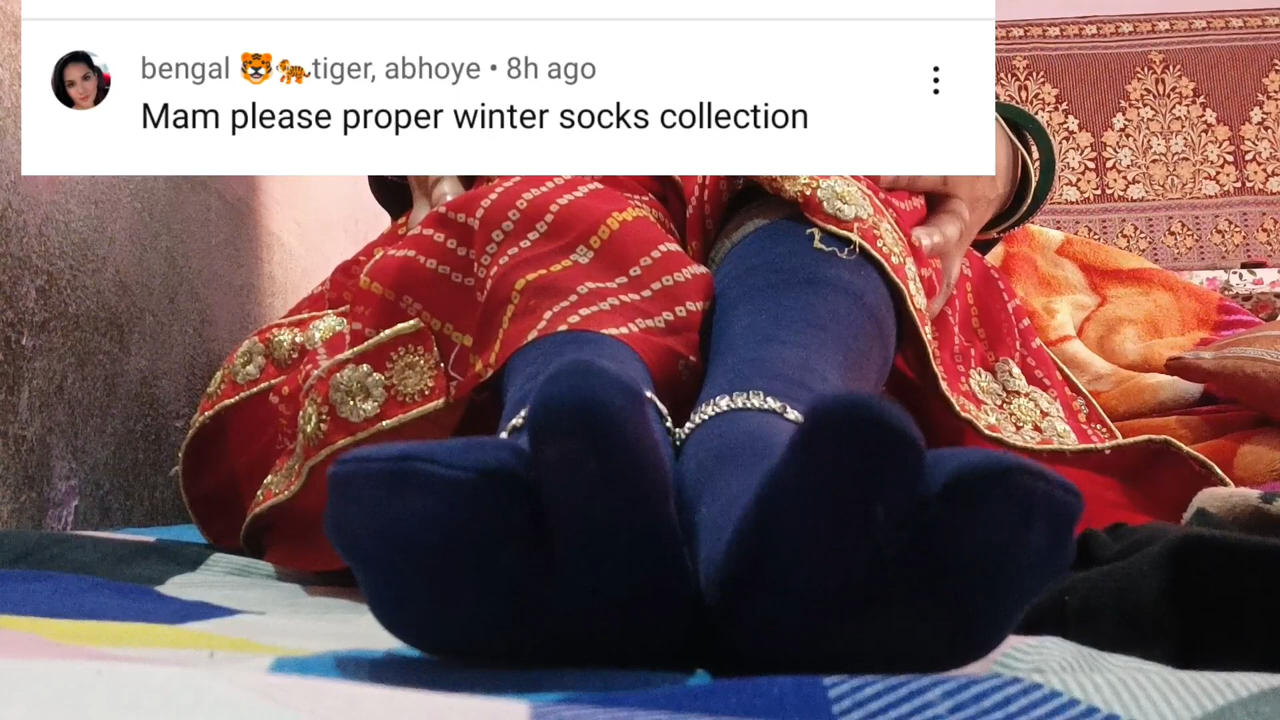 bengal 🐯🐅tiger, abhoye • 8h ago
Mam please proper winter socks collection